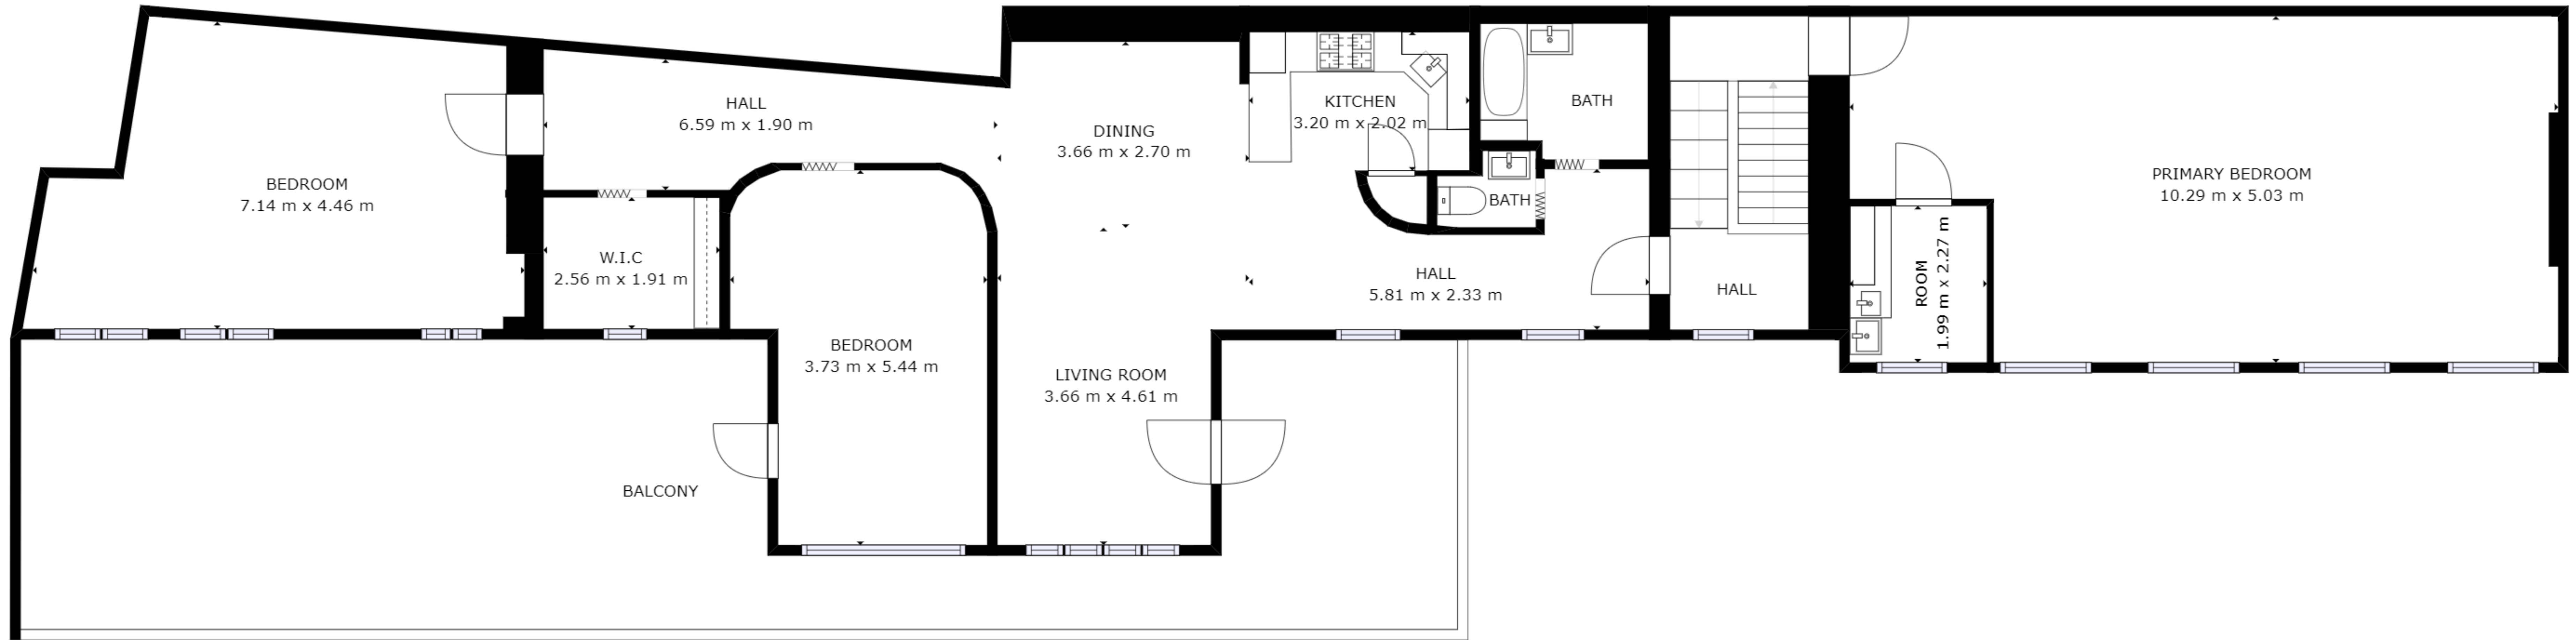 BEDROOM
7.14 m x 4.46 m
HALL
6.59 m x 1.90 m
W.I.C
2.56 m x 1.91 m
BEDROOM
3.73 m x 5.44 m
BALCONY
DINING
3.66 m x 2.70 m
LIVING ROOM
3.66 m x 4.61 m
KITCHEN
3.20 m x 2.02 m
BATH
BATH
HALL
5.81 m x 2.33 m
HALL
ROOM
1.99 m x 2.27 m
PRIMARY BEDROOM
10.29 m x 5.03 m